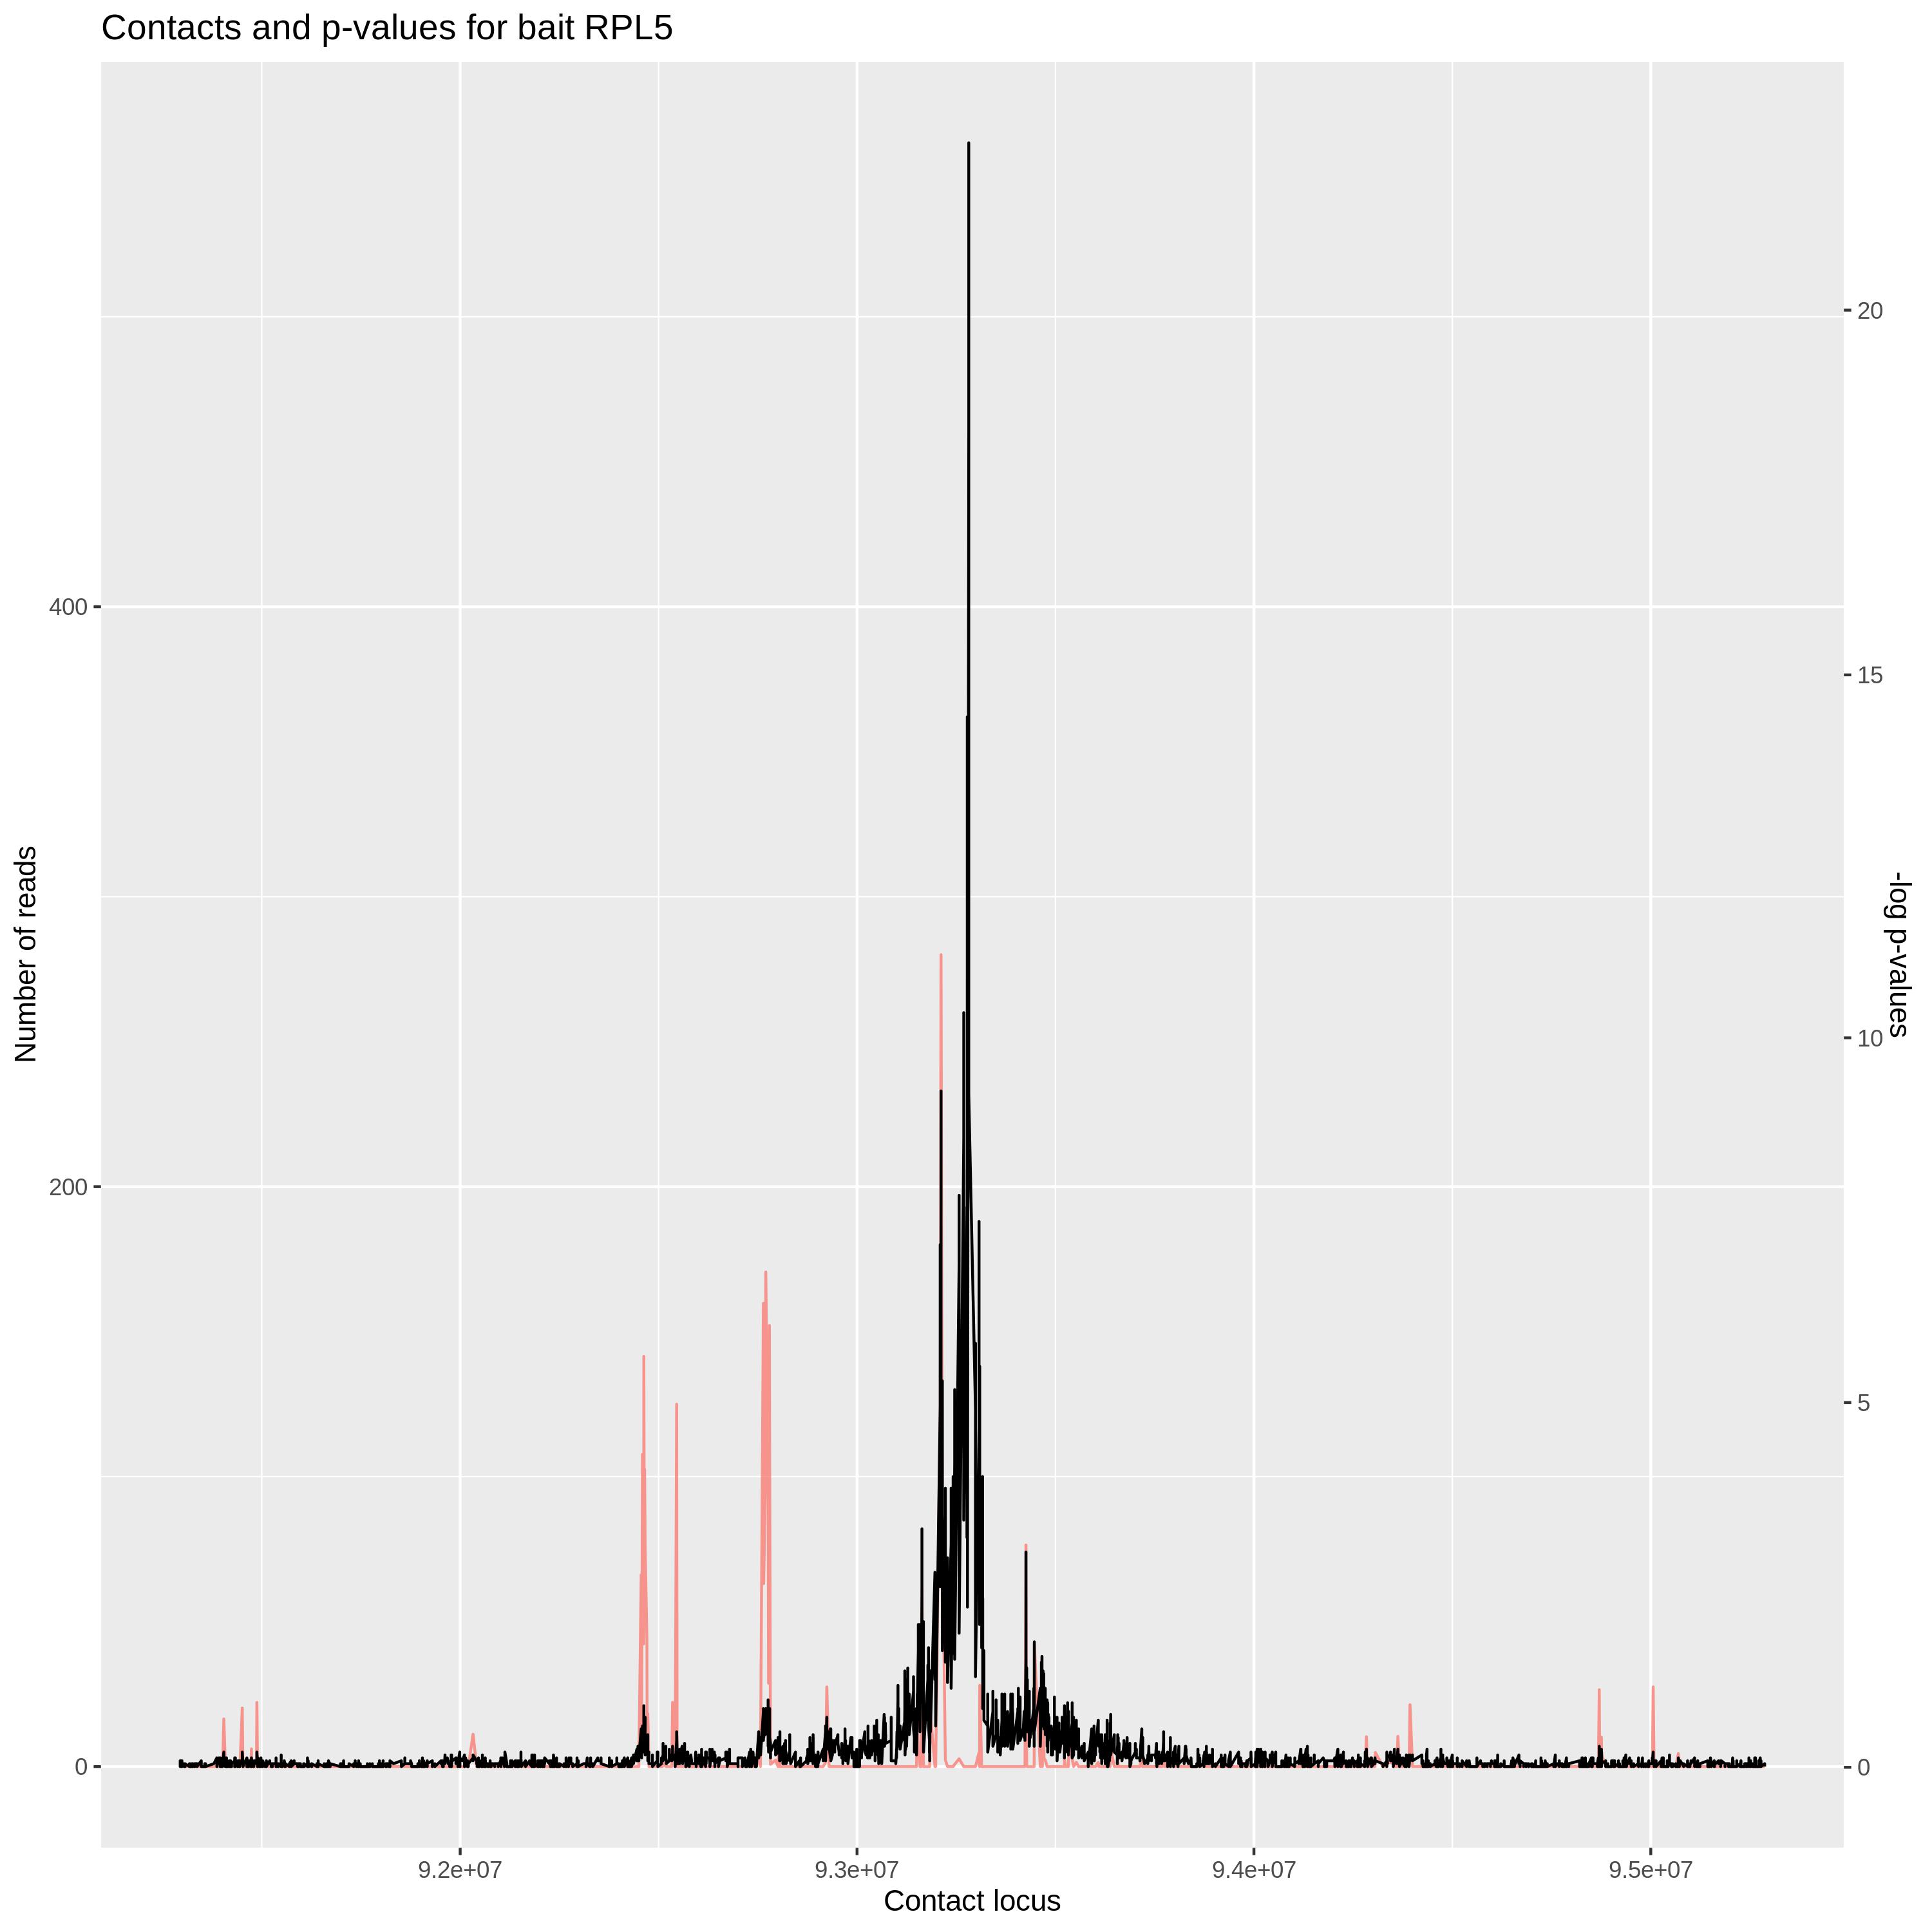 Contacts and p-values for bait RPL5
Number of reads
400
200
0
20
15
10
5
0
-log p-values
9.2e+07 9.3e+07 9.4e+07 9.5e+07
Contact locus